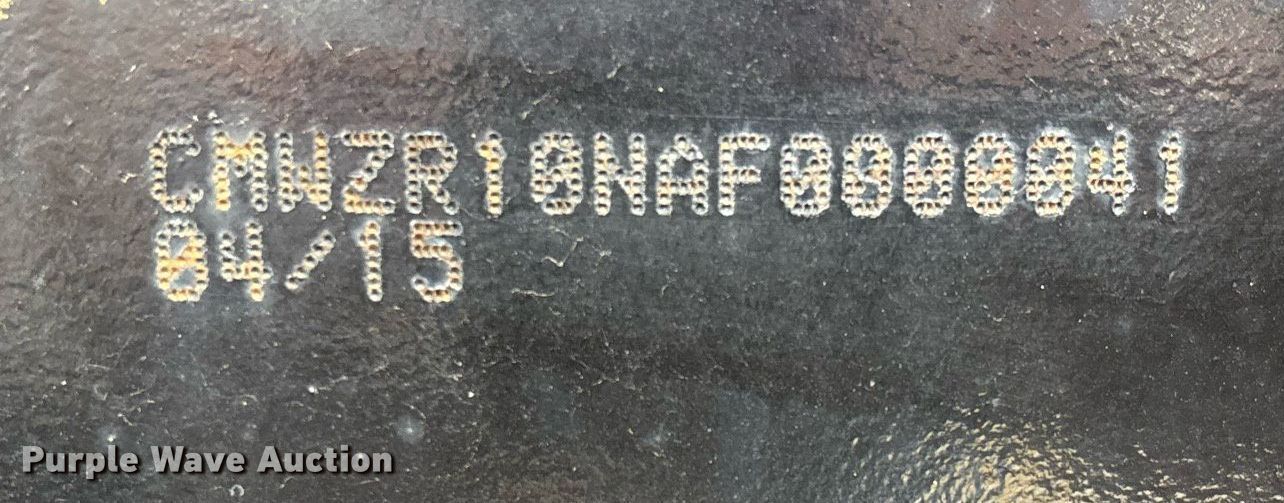 CMWZR10NAF0000041
04/15
Purple Wave Auction